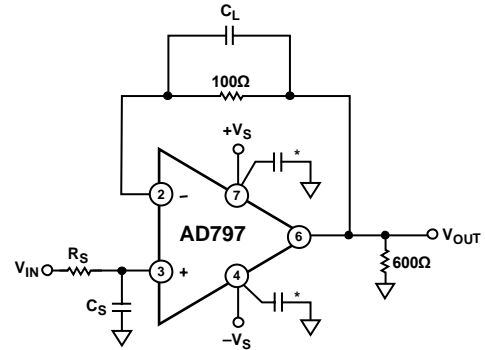 C_L
100Ω
+V_S
*
2
–
7
AD797
6
V_OUT
R_S
V_IN
3
+
4
600Ω
C_S
*
–V_S